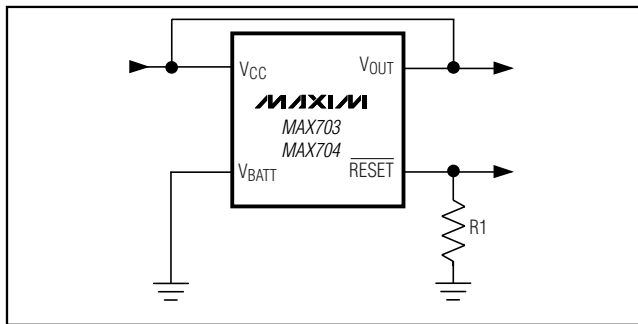 VCC
VOUT
MAXIM
MAX703
MAX704
VBATT
RESET
R1